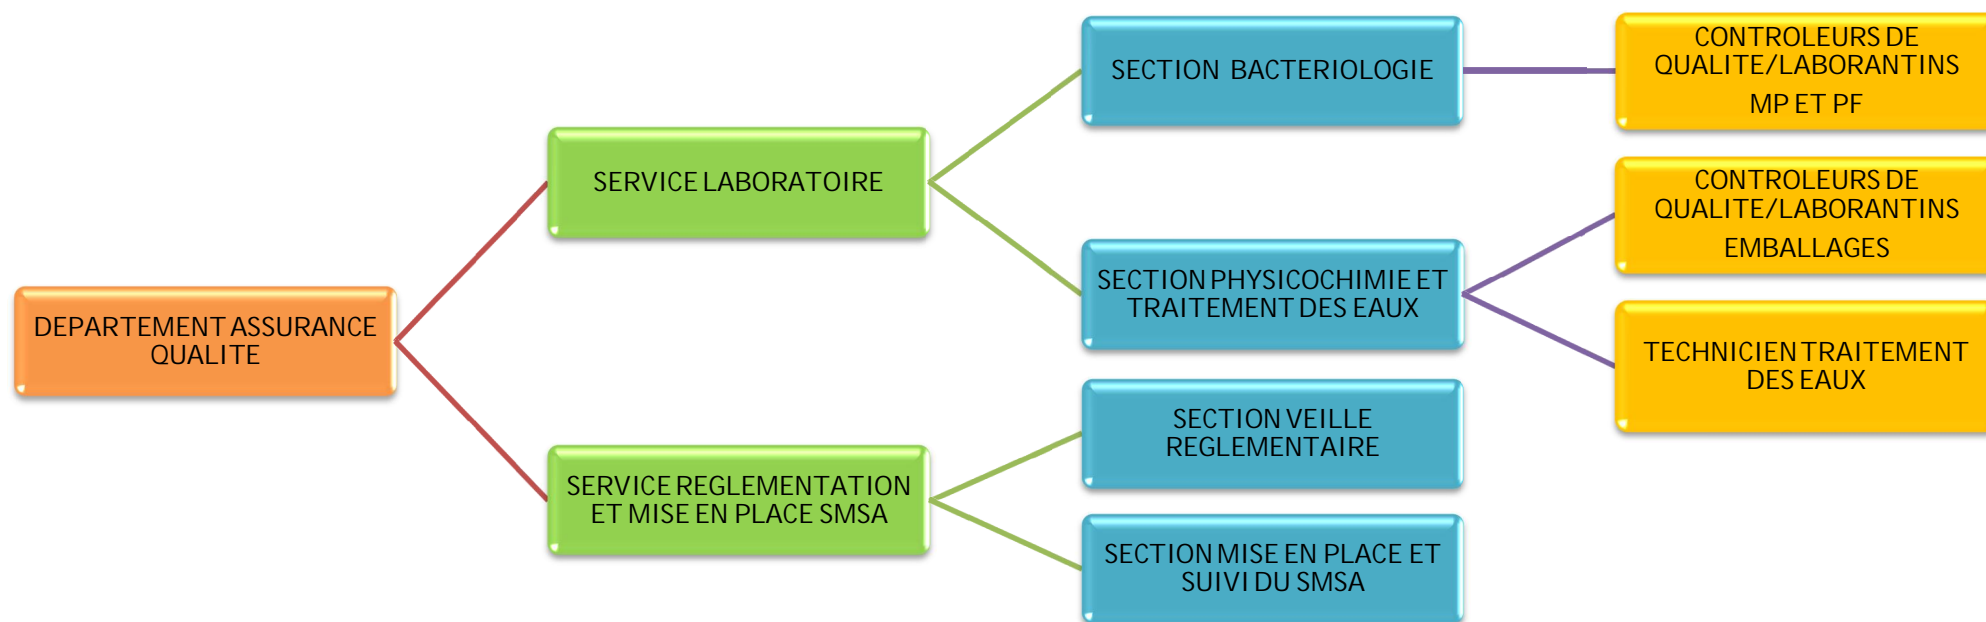 DEPARTEMENT ASSURANCE
QUALITE
SERVICE LABORATOIRE
SERVICE REGLEMENTATION
ET MISE EN PLACE SMSA
SECTION BACTERIOLOGIE
SECTION PHYSICOCHIMIE ET
TRAITEMENT DES EAUX
SECTION VEILLE
REGLEMENTAIRE
SECTION MISE EN PLACE ET
SUIVI DU SMSA
CONTROLEURS DE
QUALITE/LABORANTINS
MP ET PF
CONTROLEURS DE
QUALITE/LABORANTINS
EMBALLAGES
TECHNICIEN TRAITEMENT
DES EAUX